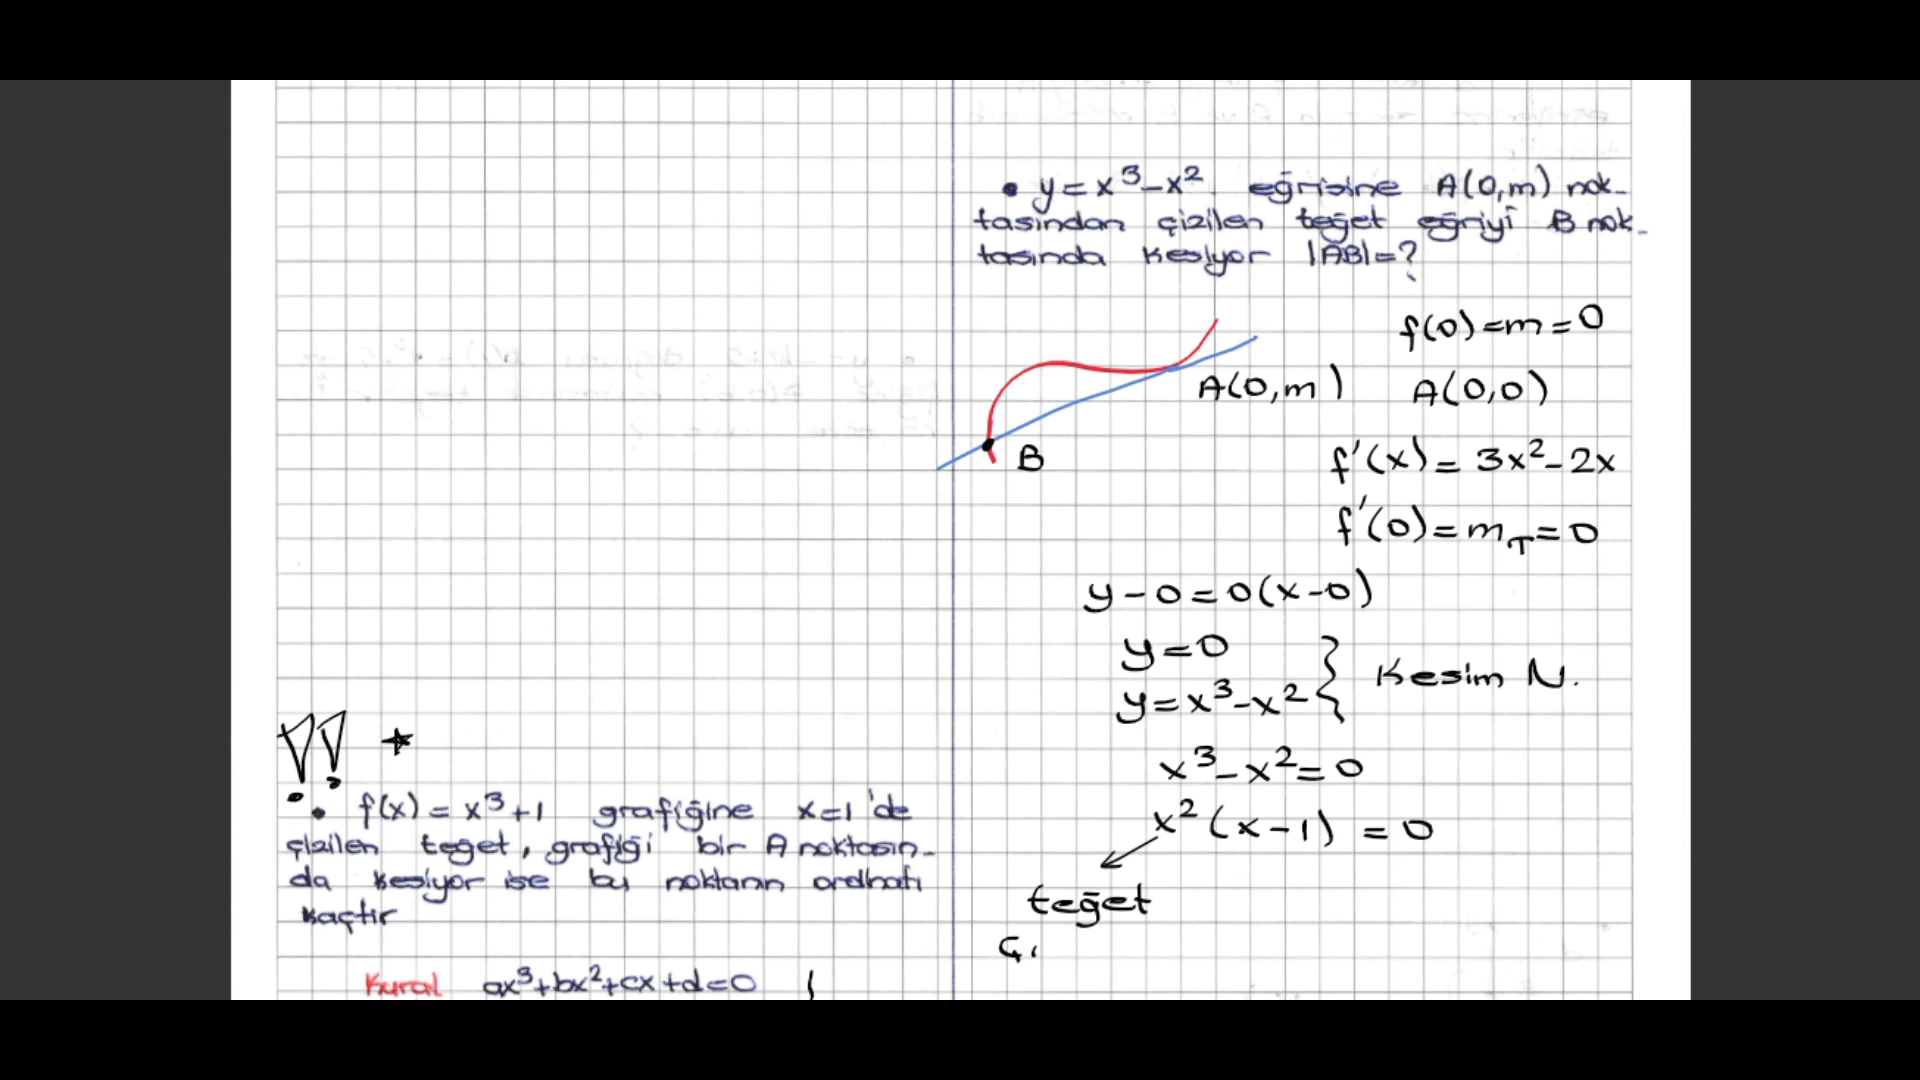 • y=x³-x² eğrisine A(0,m) nok-
tasından çizilen teğet eğriyi B nok-
tasında kesiyor |AB|=?
f(0)=m=0
A(0,m) A(0,0)
B
f'(x)=3x²-2x
f'(0)=m_T=0
y-0=0(x-0)
y=0
y=x³-x² } Kesim N.
x³-x²=0
x²(x-1)=0
teğet
Ç
!! ★
• f(x)=x³+1 grafiğine x=1'de
çizilen teğet, grafiği bir A noktasın-
da kesiyor ise bu noktanın ordinatı
kaçtır
Kural ax³+bx²+cx+d=0